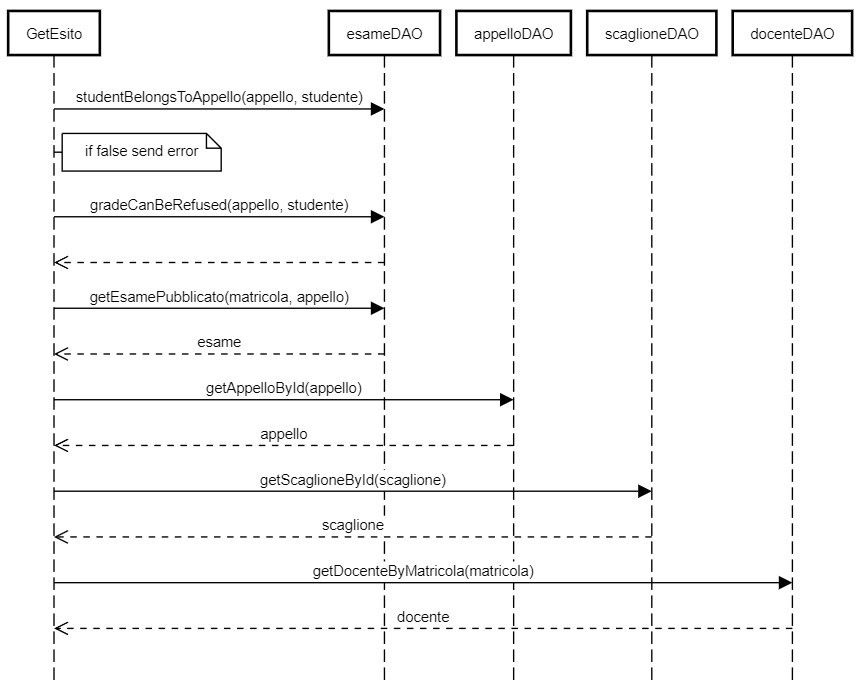 GetEsito
esameDAO
appelloDAO
scaglioneDAO
docenteDAO
studentBelongsToAppello(appello, studente)
if false send error
gradeCanBeRefused(appello, studente)
getEsamePubblicato(matricola, appello)
esame
getAppelloById(appello)
appello
getScaglioneById(scaglione)
scaglione
getDocenteByMatricola(matricola)
docente